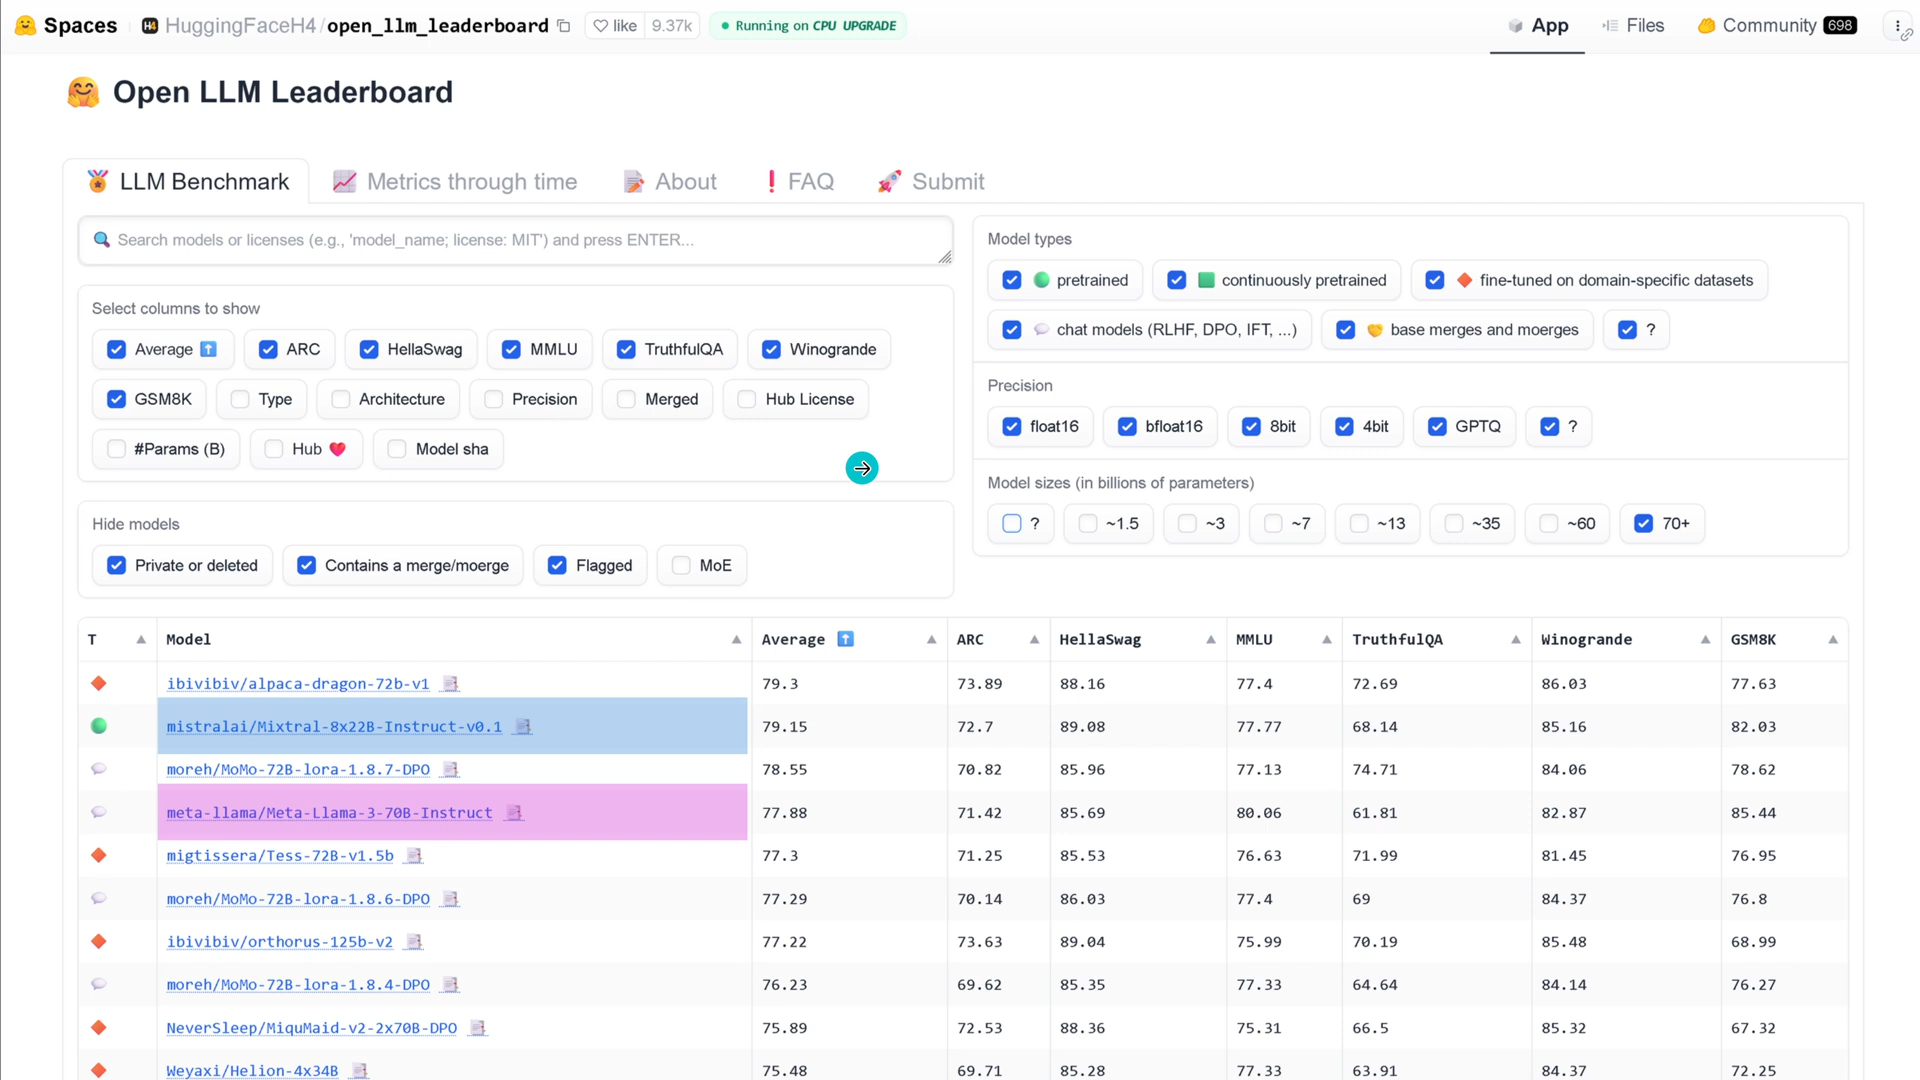 Spaces HuggingFaceH4/open_llm_leaderboard like 9.37k Running on CPU UPGRADE App Files Community 698
Open LLM Leaderboard
LLM Benchmark Metrics through time About FAQ Submit
Search models or licenses (e.g., 'model_name; license: MIT') and press ENTER...
Select columns to show
Average ARC HellaSwag MMLU TruthfulQA Winogrande
GSM8K Type Architecture Precision Merged Hub License
#Params (B) Hub Model sha
Hide models
Private or deleted Contains a merge/moerge Flagged MoE
Model types
pretrained continuously pretrained fine-tuned on domain-specific datasets
chat models (RLHF, DPO, IFT, ...) base merges and moerges ?
Precision
float16 bfloat16 8bit 4bit GPTQ ?
Model sizes (in billions of parameters)
? ~1.5 ~3 ~7 ~13 ~35 ~60 70+
T Model Average ARC HellaSwag MMLU TruthfulQA Winogrande GSM8K
ibivibiv/alpaca-dragon-72b-v1 79.3 73.89 88.16 77.4 72.69 86.03 77.63
mistralai/Mixtral-8x22B-Instruct-v0.1 79.15 72.7 89.08 77.77 68.14 85.16 82.03
moreh/MoMo-72B-lora-1.8.7-DPO 78.55 70.82 85.96 77.13 74.71 84.06 78.62
meta-llama/Meta-Llama-3-70B-Instruct 77.88 71.42 85.69 80.06 61.81 82.87 85.44
migtissera/Tess-72B-v1.5b 77.3 71.25 85.53 76.63 71.99 81.45 76.95
moreh/MoMo-72B-lora-1.8.6-DPO 77.29 70.14 86.03 77.4 69 84.37 76.8
ibivibiv/orthorus-125b-v2 77.22 73.63 89.04 75.99 70.19 85.48 68.99
moreh/MoMo-72B-lora-1.8.4-DPO 76.23 69.62 85.35 77.33 64.64 84.14 76.27
NeverSleep/MiquMaid-v2-2x70B-DPO 75.89 72.53 88.36 75.31 66.5 85.32 67.32
Weyaxi/Helion-4x34B 75.48 69.71 85.28 77.33 63.91 84.37 72.25